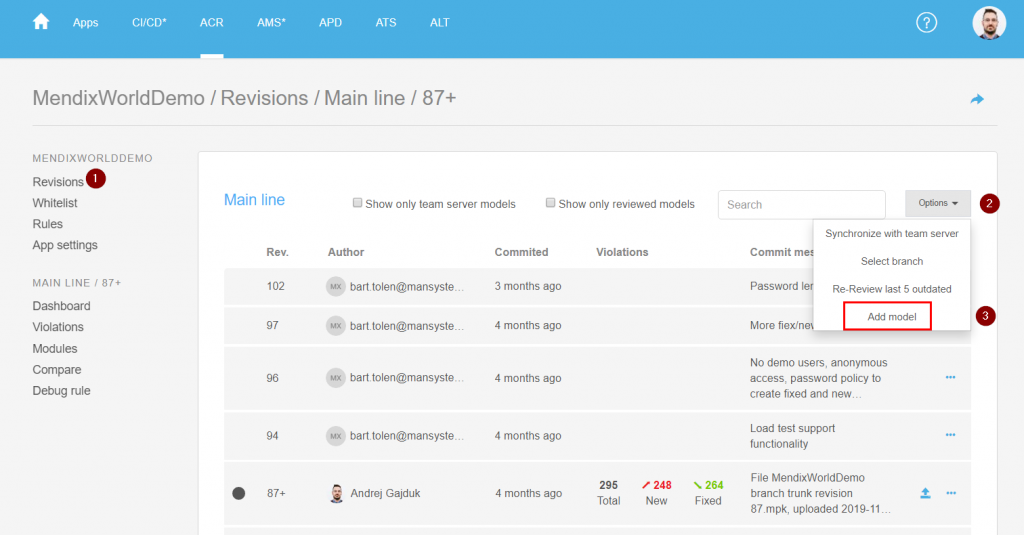 Apps CI/CD* ACR AMS* APD ATS ALT ?
MendixWorldDemo / Revisions / Main line / 87+
MENDIXWORLDDEMO
Revisions 1
Whitelist
Rules
App settings
MAIN LINE / 87+
Dashboard
Violations
Modules
Compare
Debug rule
Main line
Show only team server models
Show only reviewed models
Search
Options 2
Synchronize with team server
Select branch
Re-Review last 5 outdated
Add model 3
Rev. Author Commited Violations Commit mes
102 MX bart.tolen@mansyste... 3 months ago Password len
97 MX bart.tolen@mansyste... 4 months ago More fiex/new
96 MX bart.tolen@mansyste... 4 months ago
No demo users, anonymous
access, password policy to
create fixed and new...
94 MX bart.tolen@mansyste... 4 months ago
Load test support
functionality
87+ Andrej Gajduk 4 months ago
295 248 264
Total New Fixed
File MendixWorldDemo
branch trunk revision
87.mpk, uploaded 2019-11...